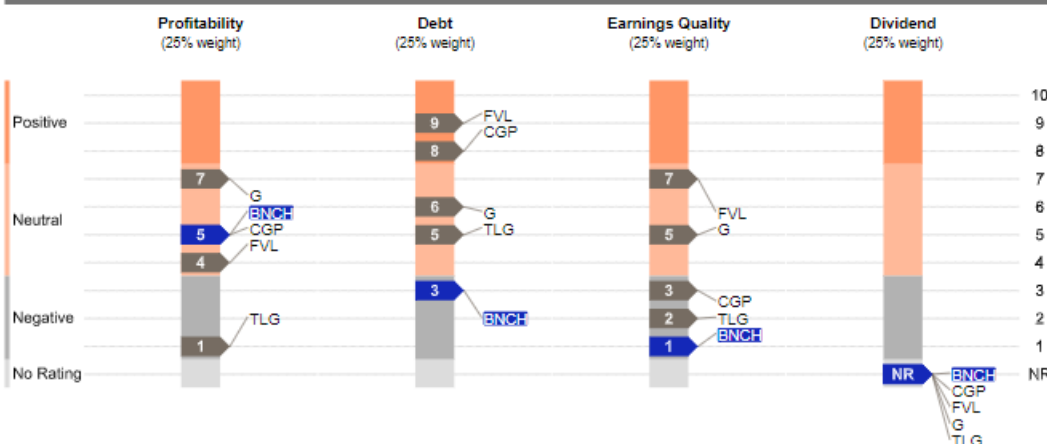 Profitability
(25% weight)
Debt
(25% weight)
Earnings Quality
(25% weight)
Dividend
(25% weight)
Positive
Neutral
Negative
No Rating
7
5
4
1
G
BNCH
CGP
FVL
TLG
9
8
6
5
3
FVL
CGP
G
TLG
BNCH
7
5
3
2
1
FVL
G
CGP
TLG
BNCH
NR
BNCH
CGP
FVL
G
TLG
10
9
8
7
6
5
4
3
2
1
NR